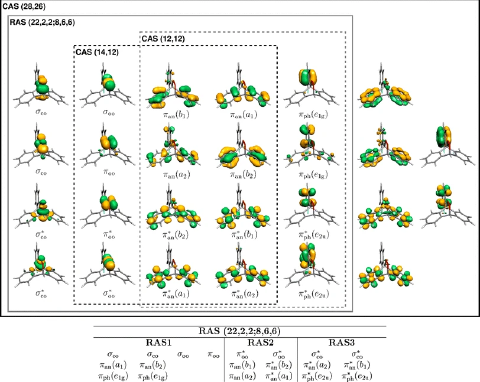 CAS (28,26)
RAS (22,2,2;8,6,6)
CAS (12,12)
CAS (14,12)
σco σoo πan(b1) πan(a1) πph(e1g)
σco πoo πan(a2) πan(b2) πph(e1g)
σ*co π*oo π*an(b2) π*an(b1) π*ph(e2u)
σ*co σ*oo π*an(a1) π*an(a2) π*ph(e2u)
RAS (22,2,2;8,6,6)
RAS1 RAS2 RAS3
σco σco σoo πoo π*oo σ*oo σ*co σ*co
πan(a1) πan(b2) πan(b1) π*an(b2) π*an(a2) π*an(b1)
πph(e1g) πph(e1g) πan(a2) π*an(a1) π*ph(e2u) π*ph(e2u)